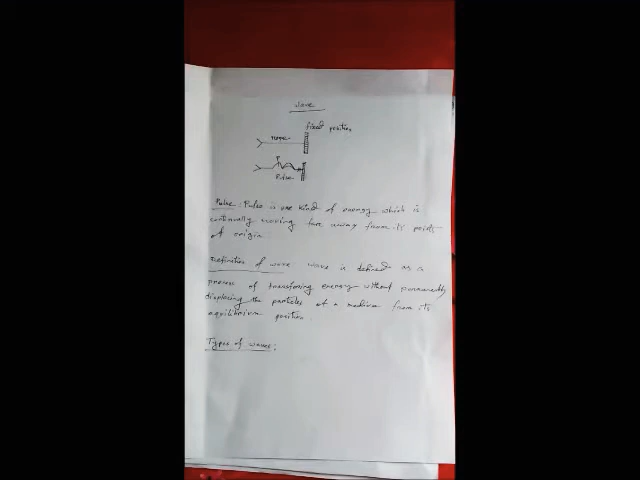 wave
fixed position
rope
Pulse
Pulse : Pulse is one kind of energy which is
continually moving far away from its points
of origin
Definition of wave wave is defined as a
process of transfering energy without permanently
displacing the particles of a medium from its
equilibrium position.
Types of waves :